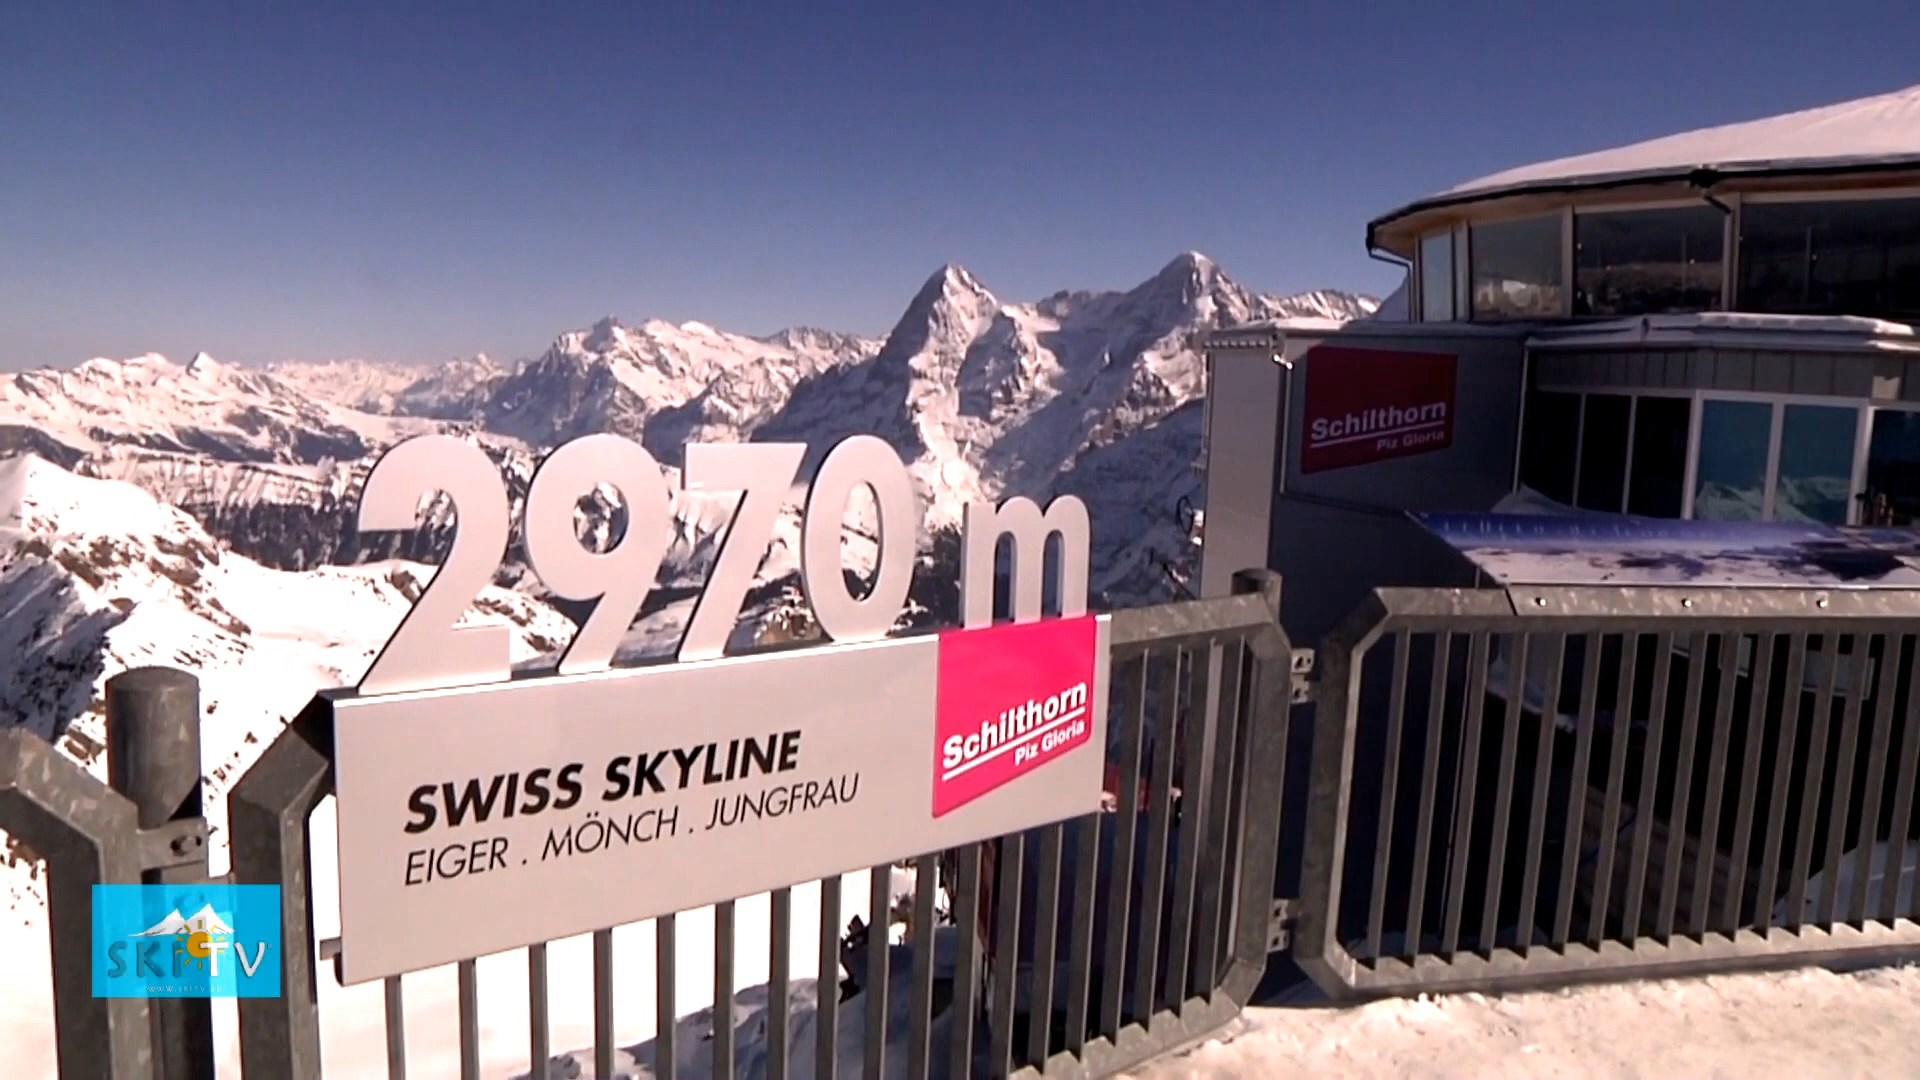 2970 m
Schilthorn
Piz Gloria
SWISS SKYLINE
EIGER . MÖNCH . JUNGFRAU
Schilthorn
Piz Gloria
SKI TV